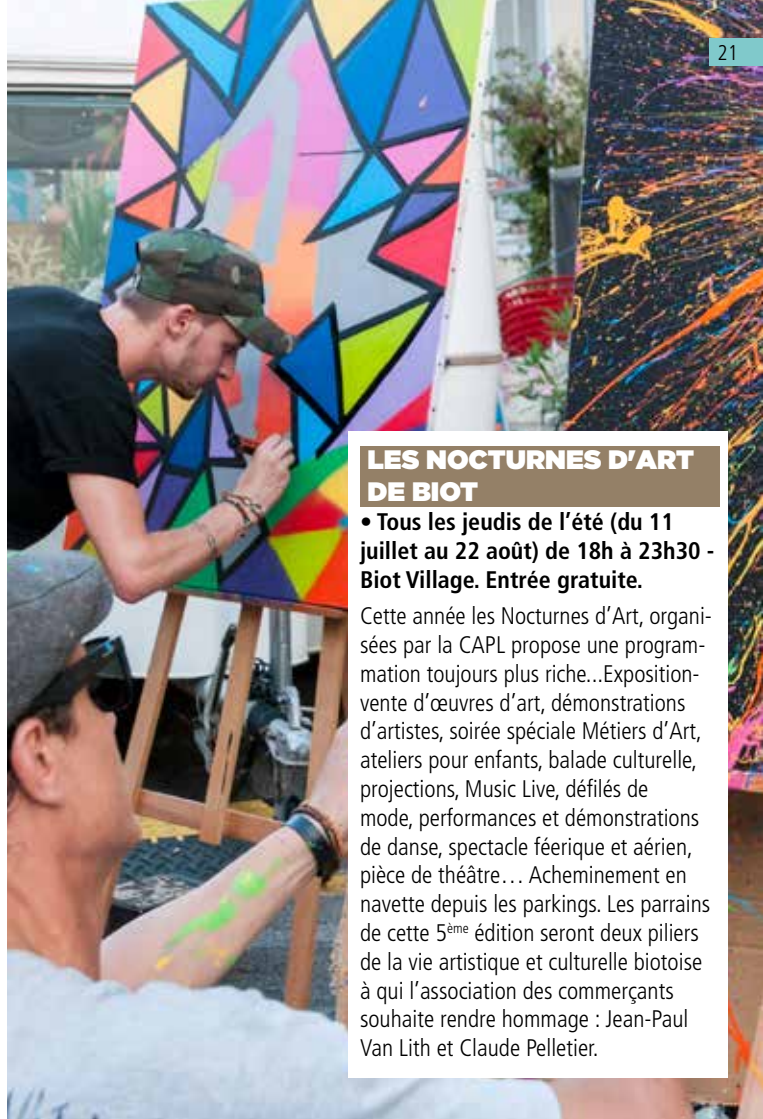 21
LES NOCTURNES D'ART
DE BIOT
• Tous les jeudis de l'été (du 11
juillet au 22 août) de 18h à 23h30 -
Biot Village. Entrée gratuite.
Cette année les Nocturnes d'Art, organi-
sées par la CAPL propose une program-
mation toujours plus riche...Exposition-
vente d'œuvres d'art, démonstrations
d'artistes, soirée spéciale Métiers d'Art,
ateliers pour enfants, balade culturelle,
projections, Music Live, défilés de
mode, performances et démonstrations
de danse, spectacle féerique et aérien,
pièce de théâtre… Acheminement en
navette depuis les parkings. Les parrains
de cette 5ème édition seront deux piliers
de la vie artistique et culturelle biotoise
à qui l'association des commerçants
souhaite rendre hommage : Jean-Paul
Van Lith et Claude Pelletier.